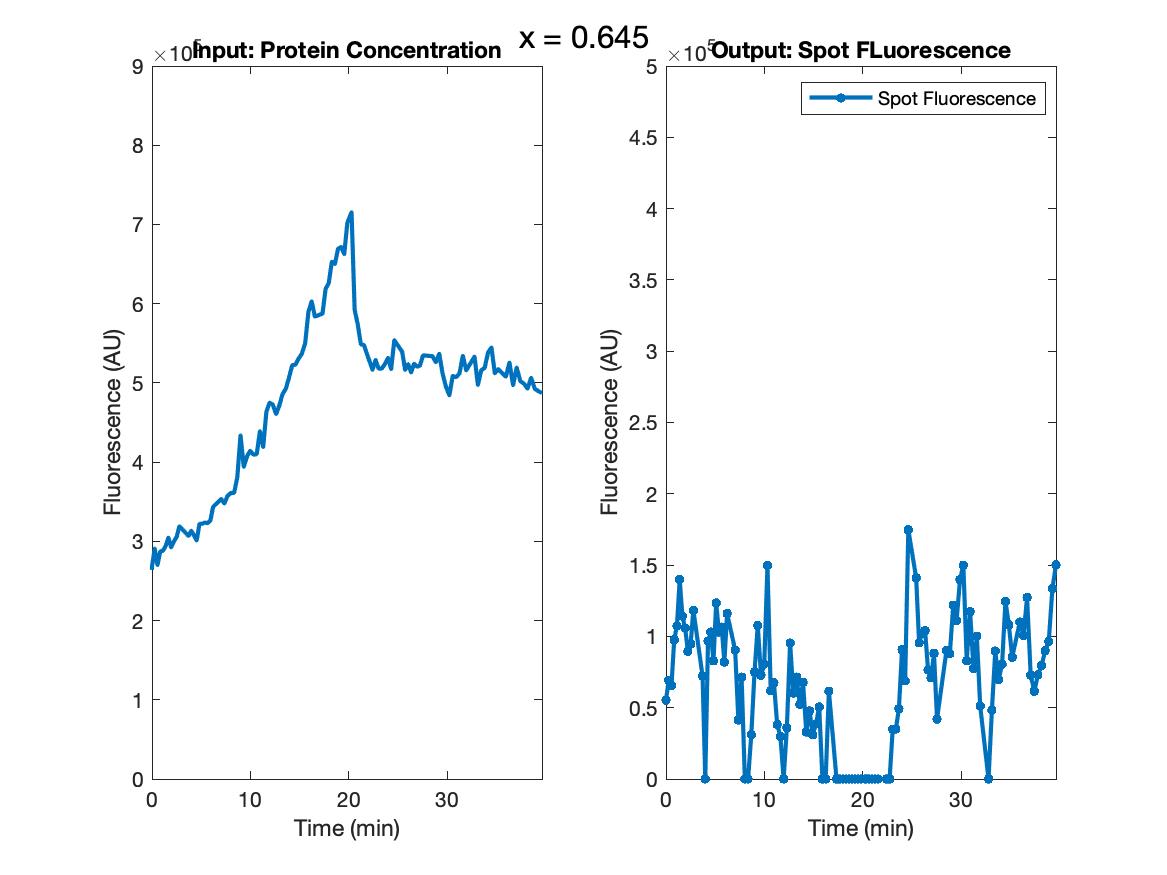 x = 0.645
×10⁵
Input: Protein Concentration
9
8
7
6
5
4
3
2
1
0
Fluorescence (AU)
0 10 20 30
Time (min)
×10⁵
Output: Spot FLuorescence
Spot Fluorescence
5
4.5
4
3.5
3
2.5
2
1.5
1
0.5
0
Fluorescence (AU)
0 10 20 30
Time (min)